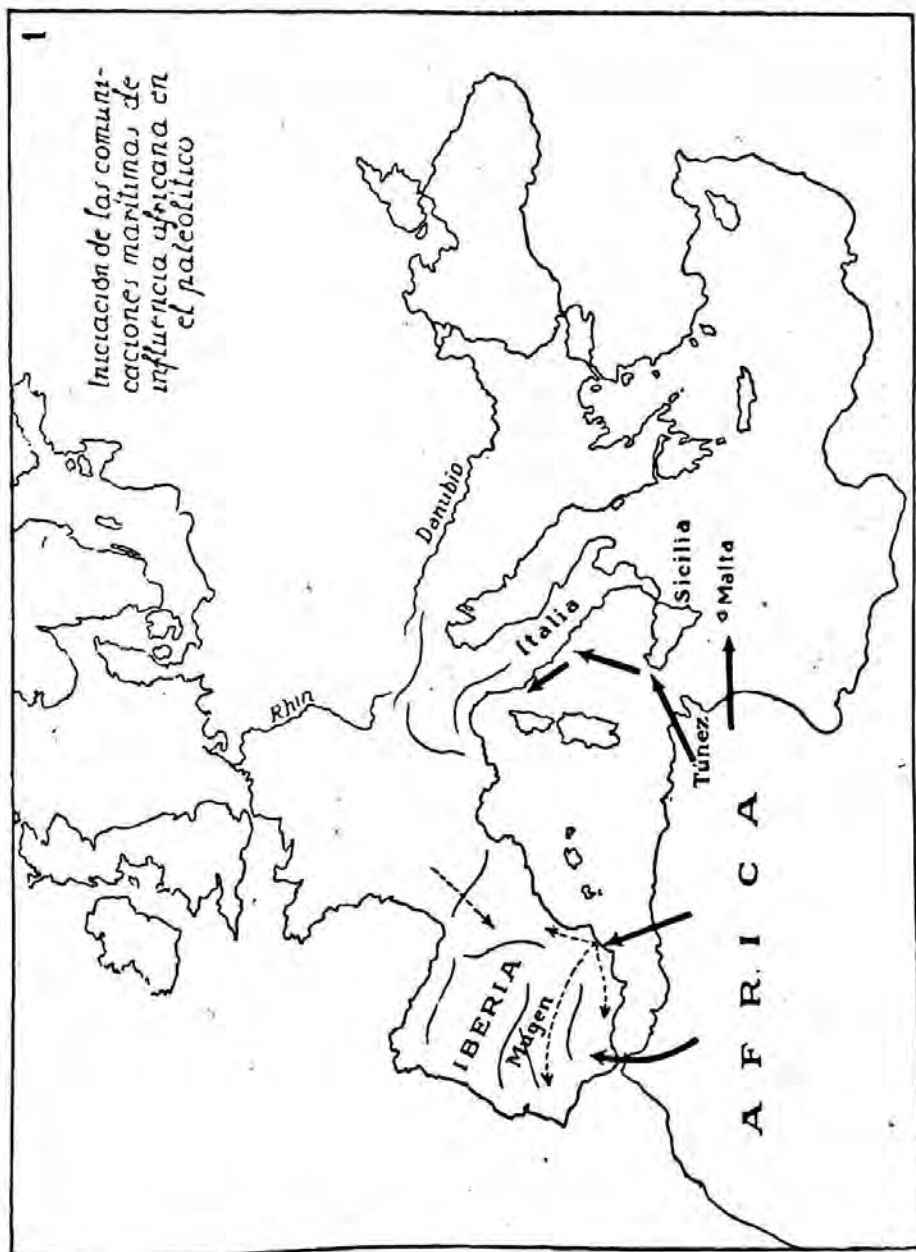 1
Iniciación de las comuni-
caciones marítimas de
influencia africana en
el paleolítico
Rhin
Danubio
Italia
Sicilia
Malta
Túnez
IBERIA
Mágen
AFRICA